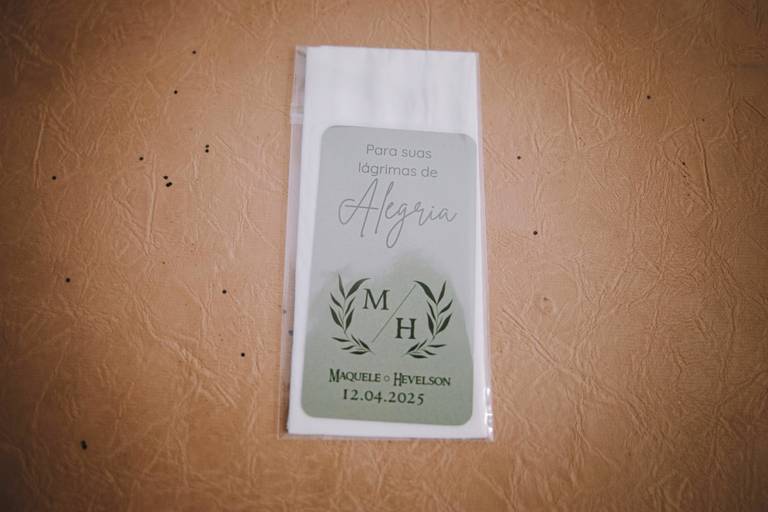 Para suas
lágrimas de
Alegria
M
H
MAQUELE ○ HEVELSON
12.04.2025